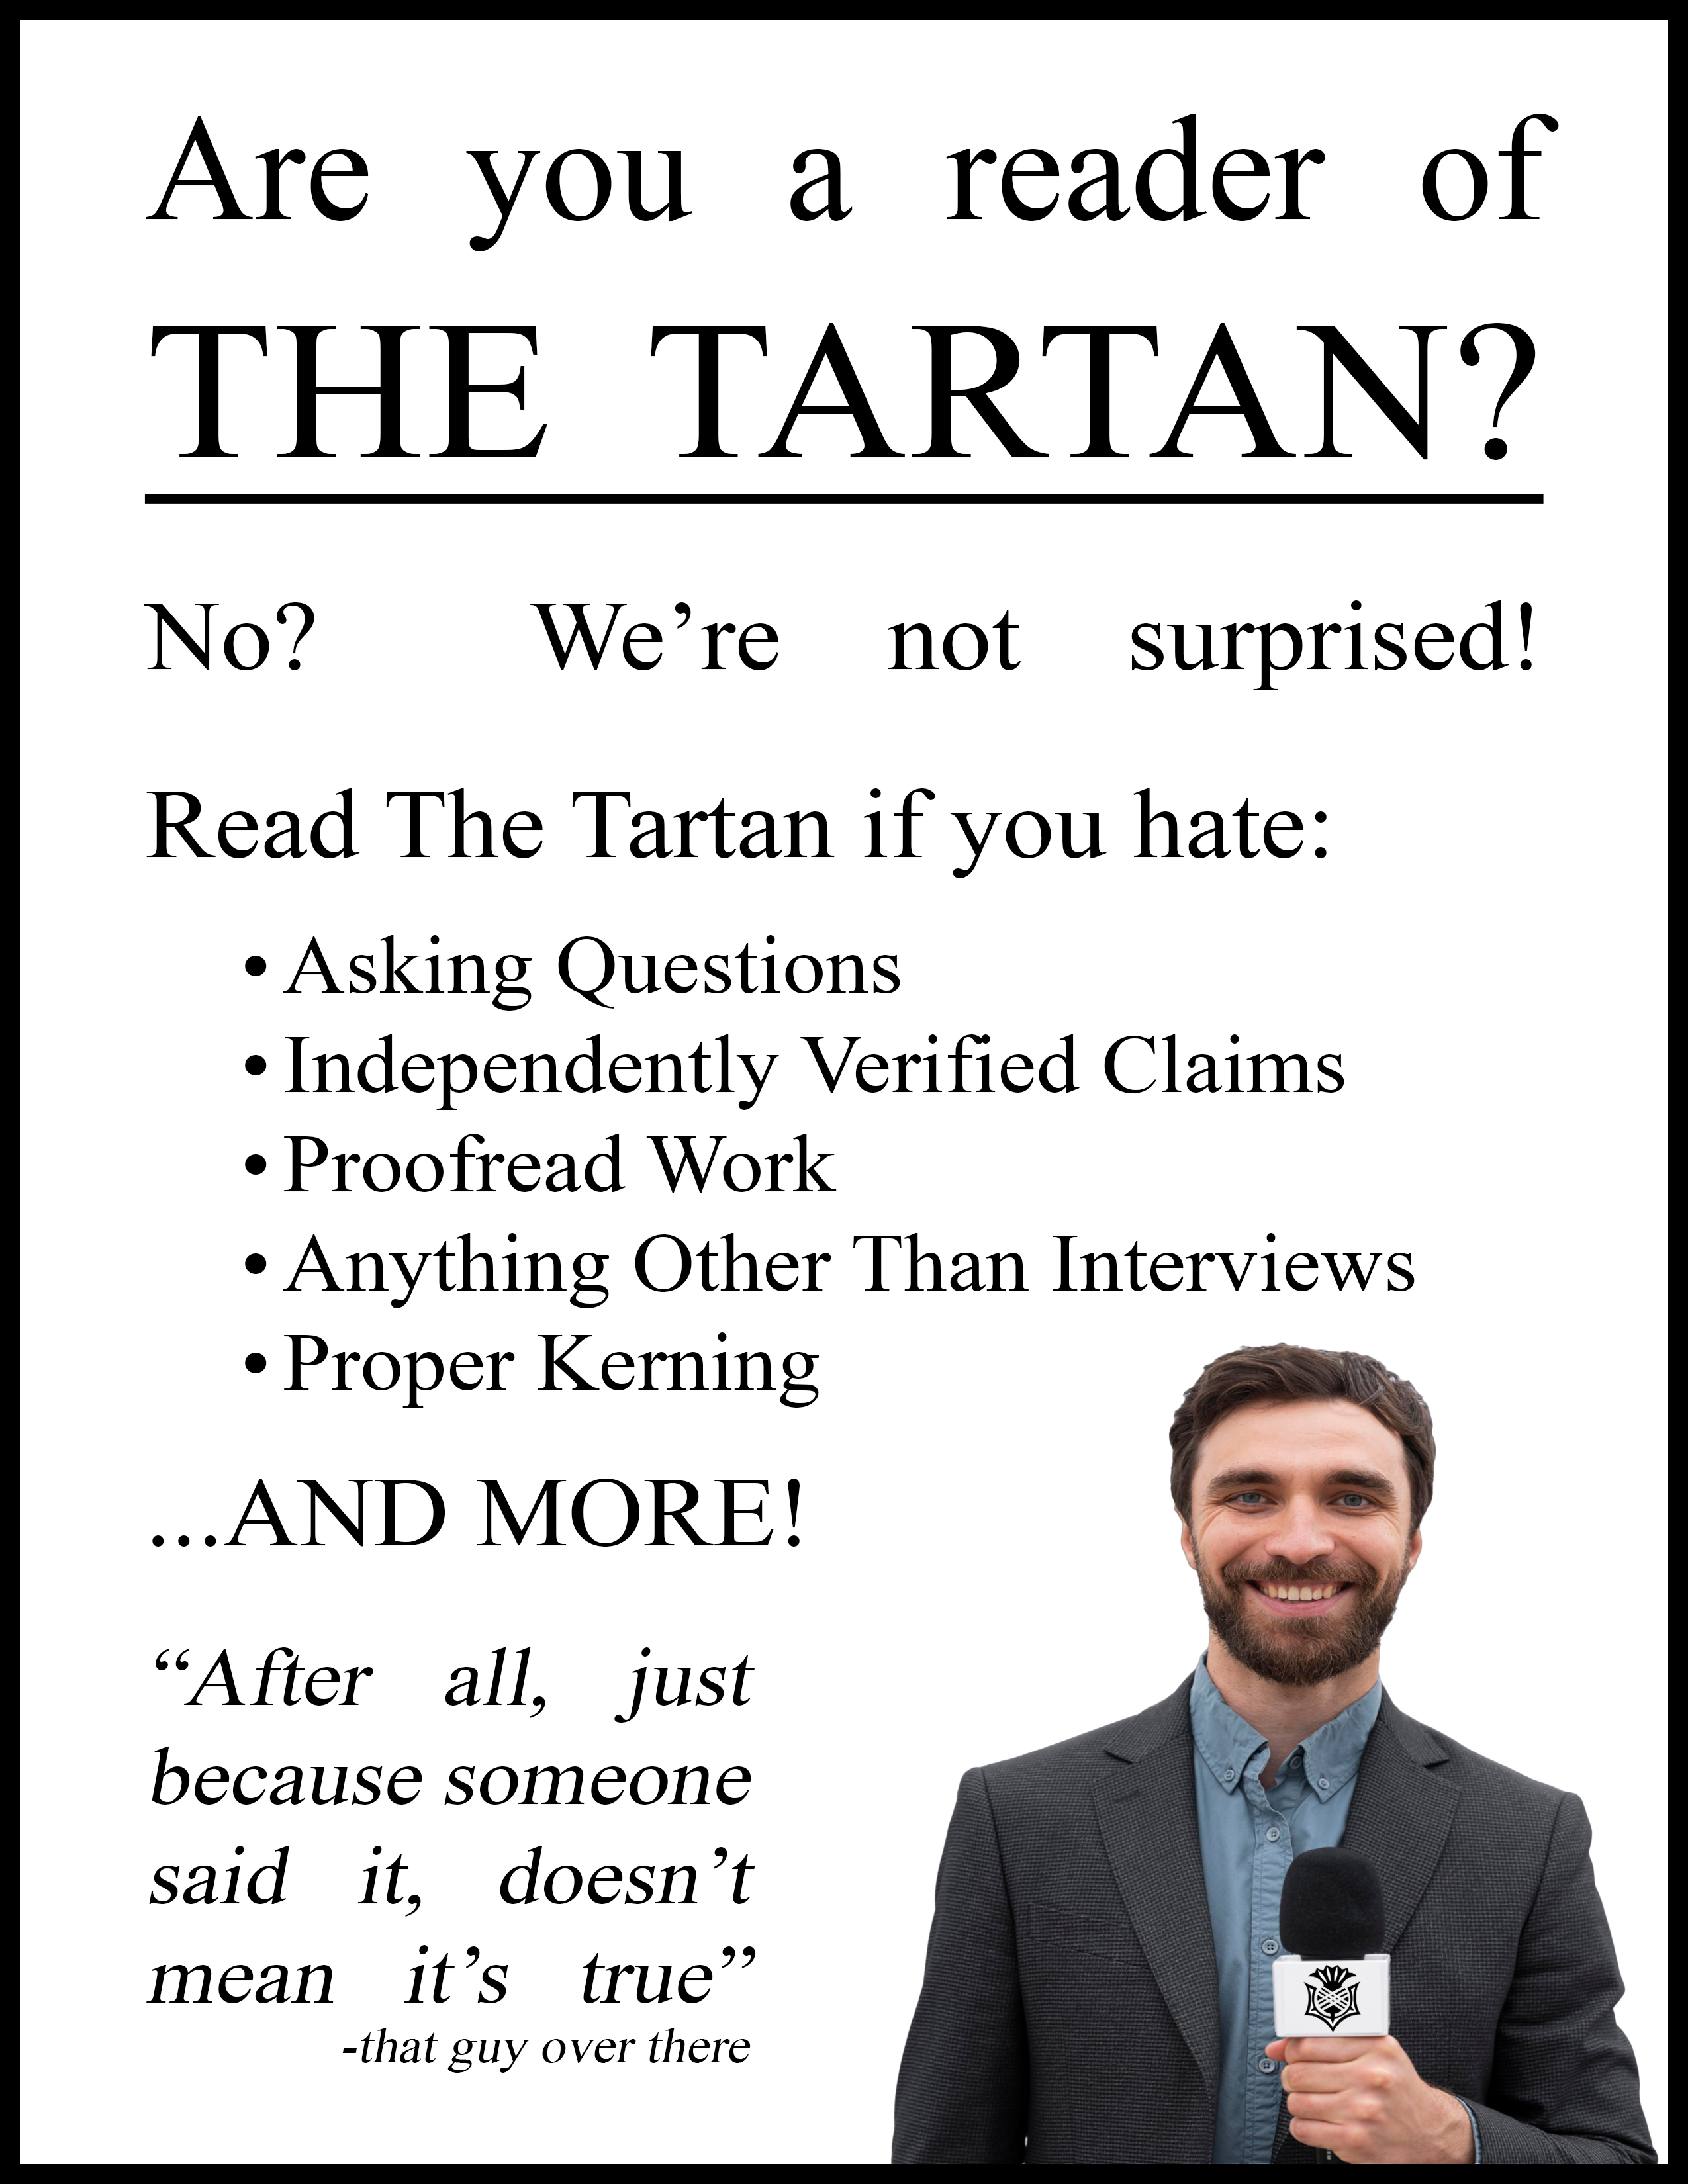 Are you a reader of
THE TARTAN?
No? We’re not surprised!
Read The Tartan if you hate:
• Asking Questions
• Independently Verified Claims
• Proofread Work
• Anything Other Than Interviews
• Proper Kerning
...AND MORE!
“After all, just
because someone
said it, doesn’t
mean it’s true”
-that guy over there